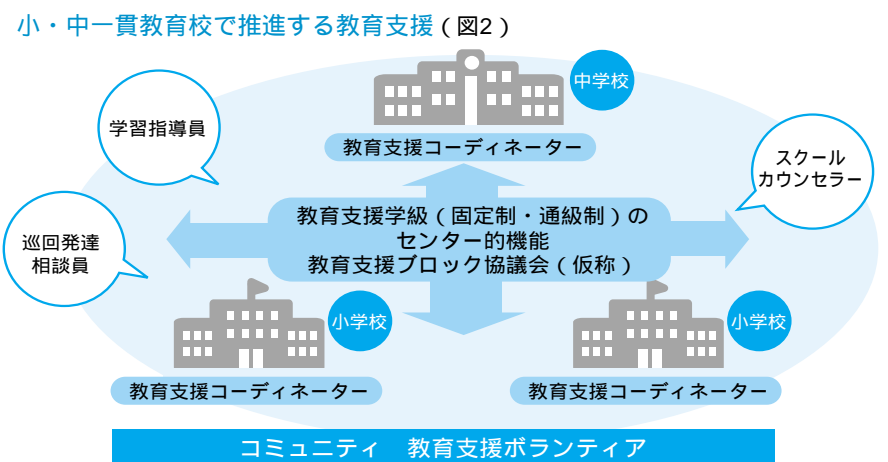 小・中一貫教育校で推進する教育支援(図2)
中学校
学習指導員
教育支援コーディネーター
スクール
カウンセラー
教育支援学級(固定制・通級制)の
センター的機能
教育支援ブロック協議会(仮称)
巡回発達
相談員
小学校
小学校
教育支援コーディネーター
教育支援コーディネーター
コミュニティ　教育支援ボランティア